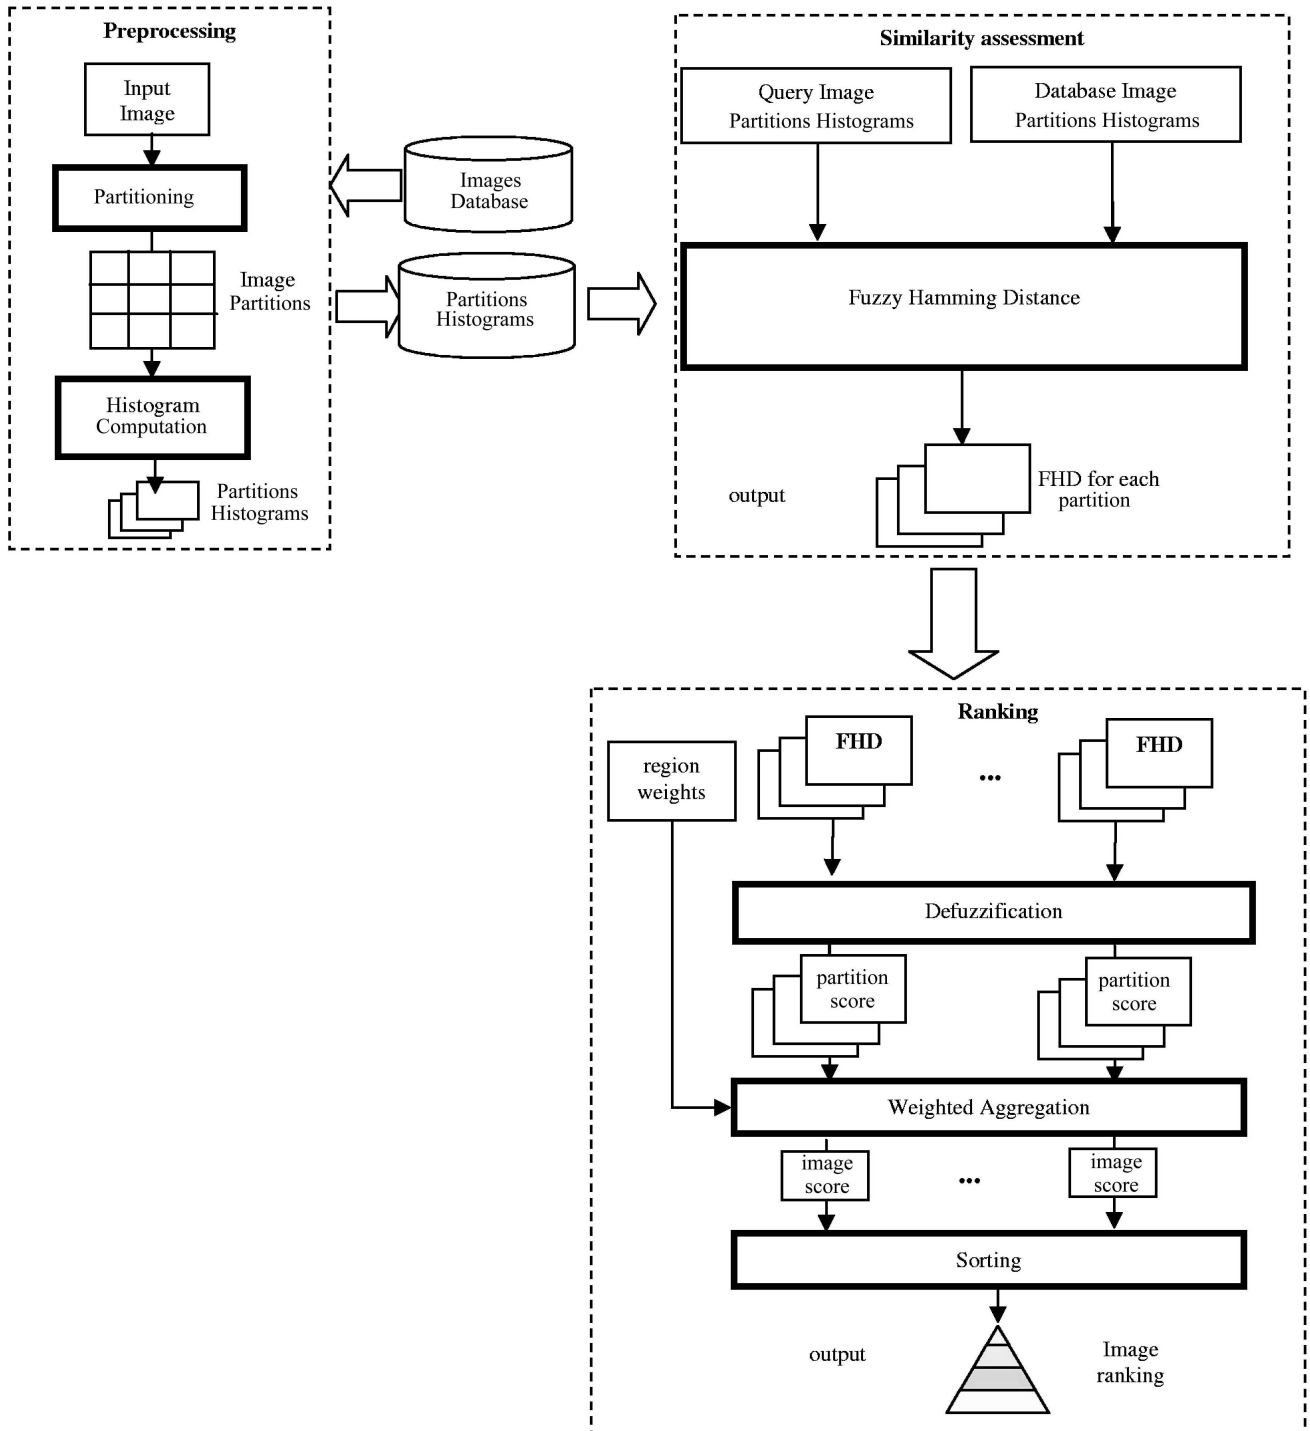 Preprocessing
Input
Image
Partitioning
Image
Partitions
Histogram
Computation
Partitions
Histograms
Images
Database
Partitions
Histograms
Similarity assessment
Query Image
Partitions Histograms
Database Image
Partitions Histograms
Fuzzy Hamming Distance
output
FHD for each
partition
Ranking
region
weights
FHD
...
FHD
Defuzzification
partition
score
partition
score
Weighted Aggregation
image
score
...
image
score
Sorting
output
Image
ranking